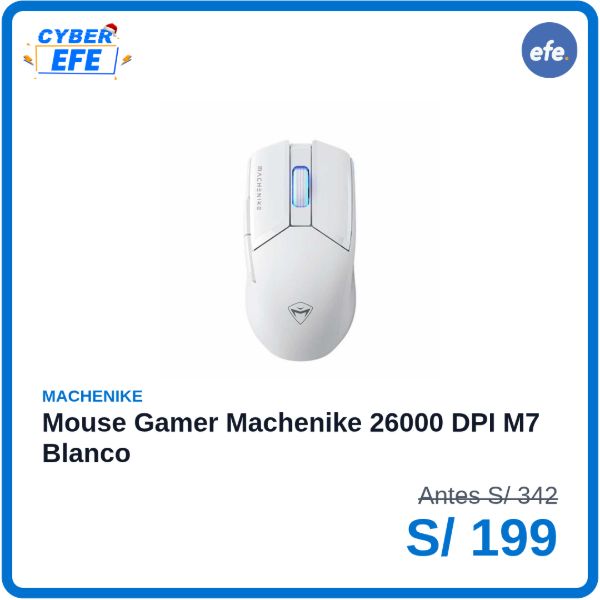 CYBER
EFE
efe.
MACHENIKE
MACHENIKE
Mouse Gamer Machenike 26000 DPI M7
Blanco
Antes S/ 342
S/ 199